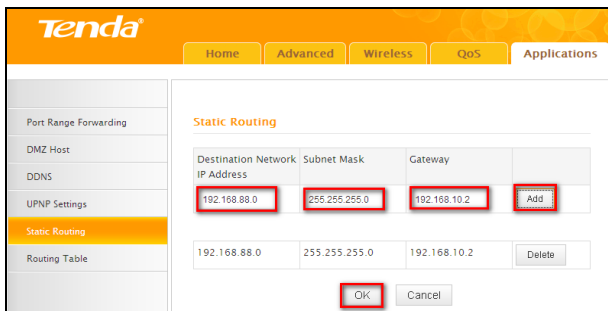 Tenda®
Home Advanced Wireless QoS Applications
Port Range Forwarding
DMZ Host
DDNS
UPNP Settings
Static Routing
Routing Table
Static Routing
Destination Network IP Address Subnet Mask Gateway
192.168.88.0 255.255.255.0 192.168.10.2 Add
192.168.88.0 255.255.255.0 192.168.10.2 Delete
OK Cancel